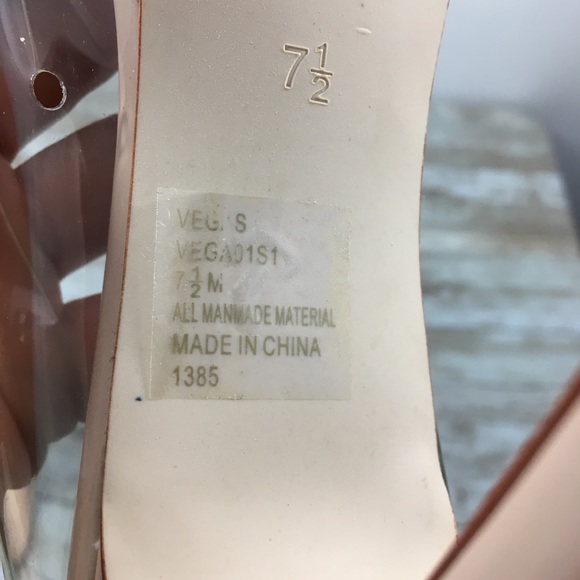 7½
S
VEGA01S1
7½ M
ALL MANMADE MATERIAL
MADE IN CHINA
1385